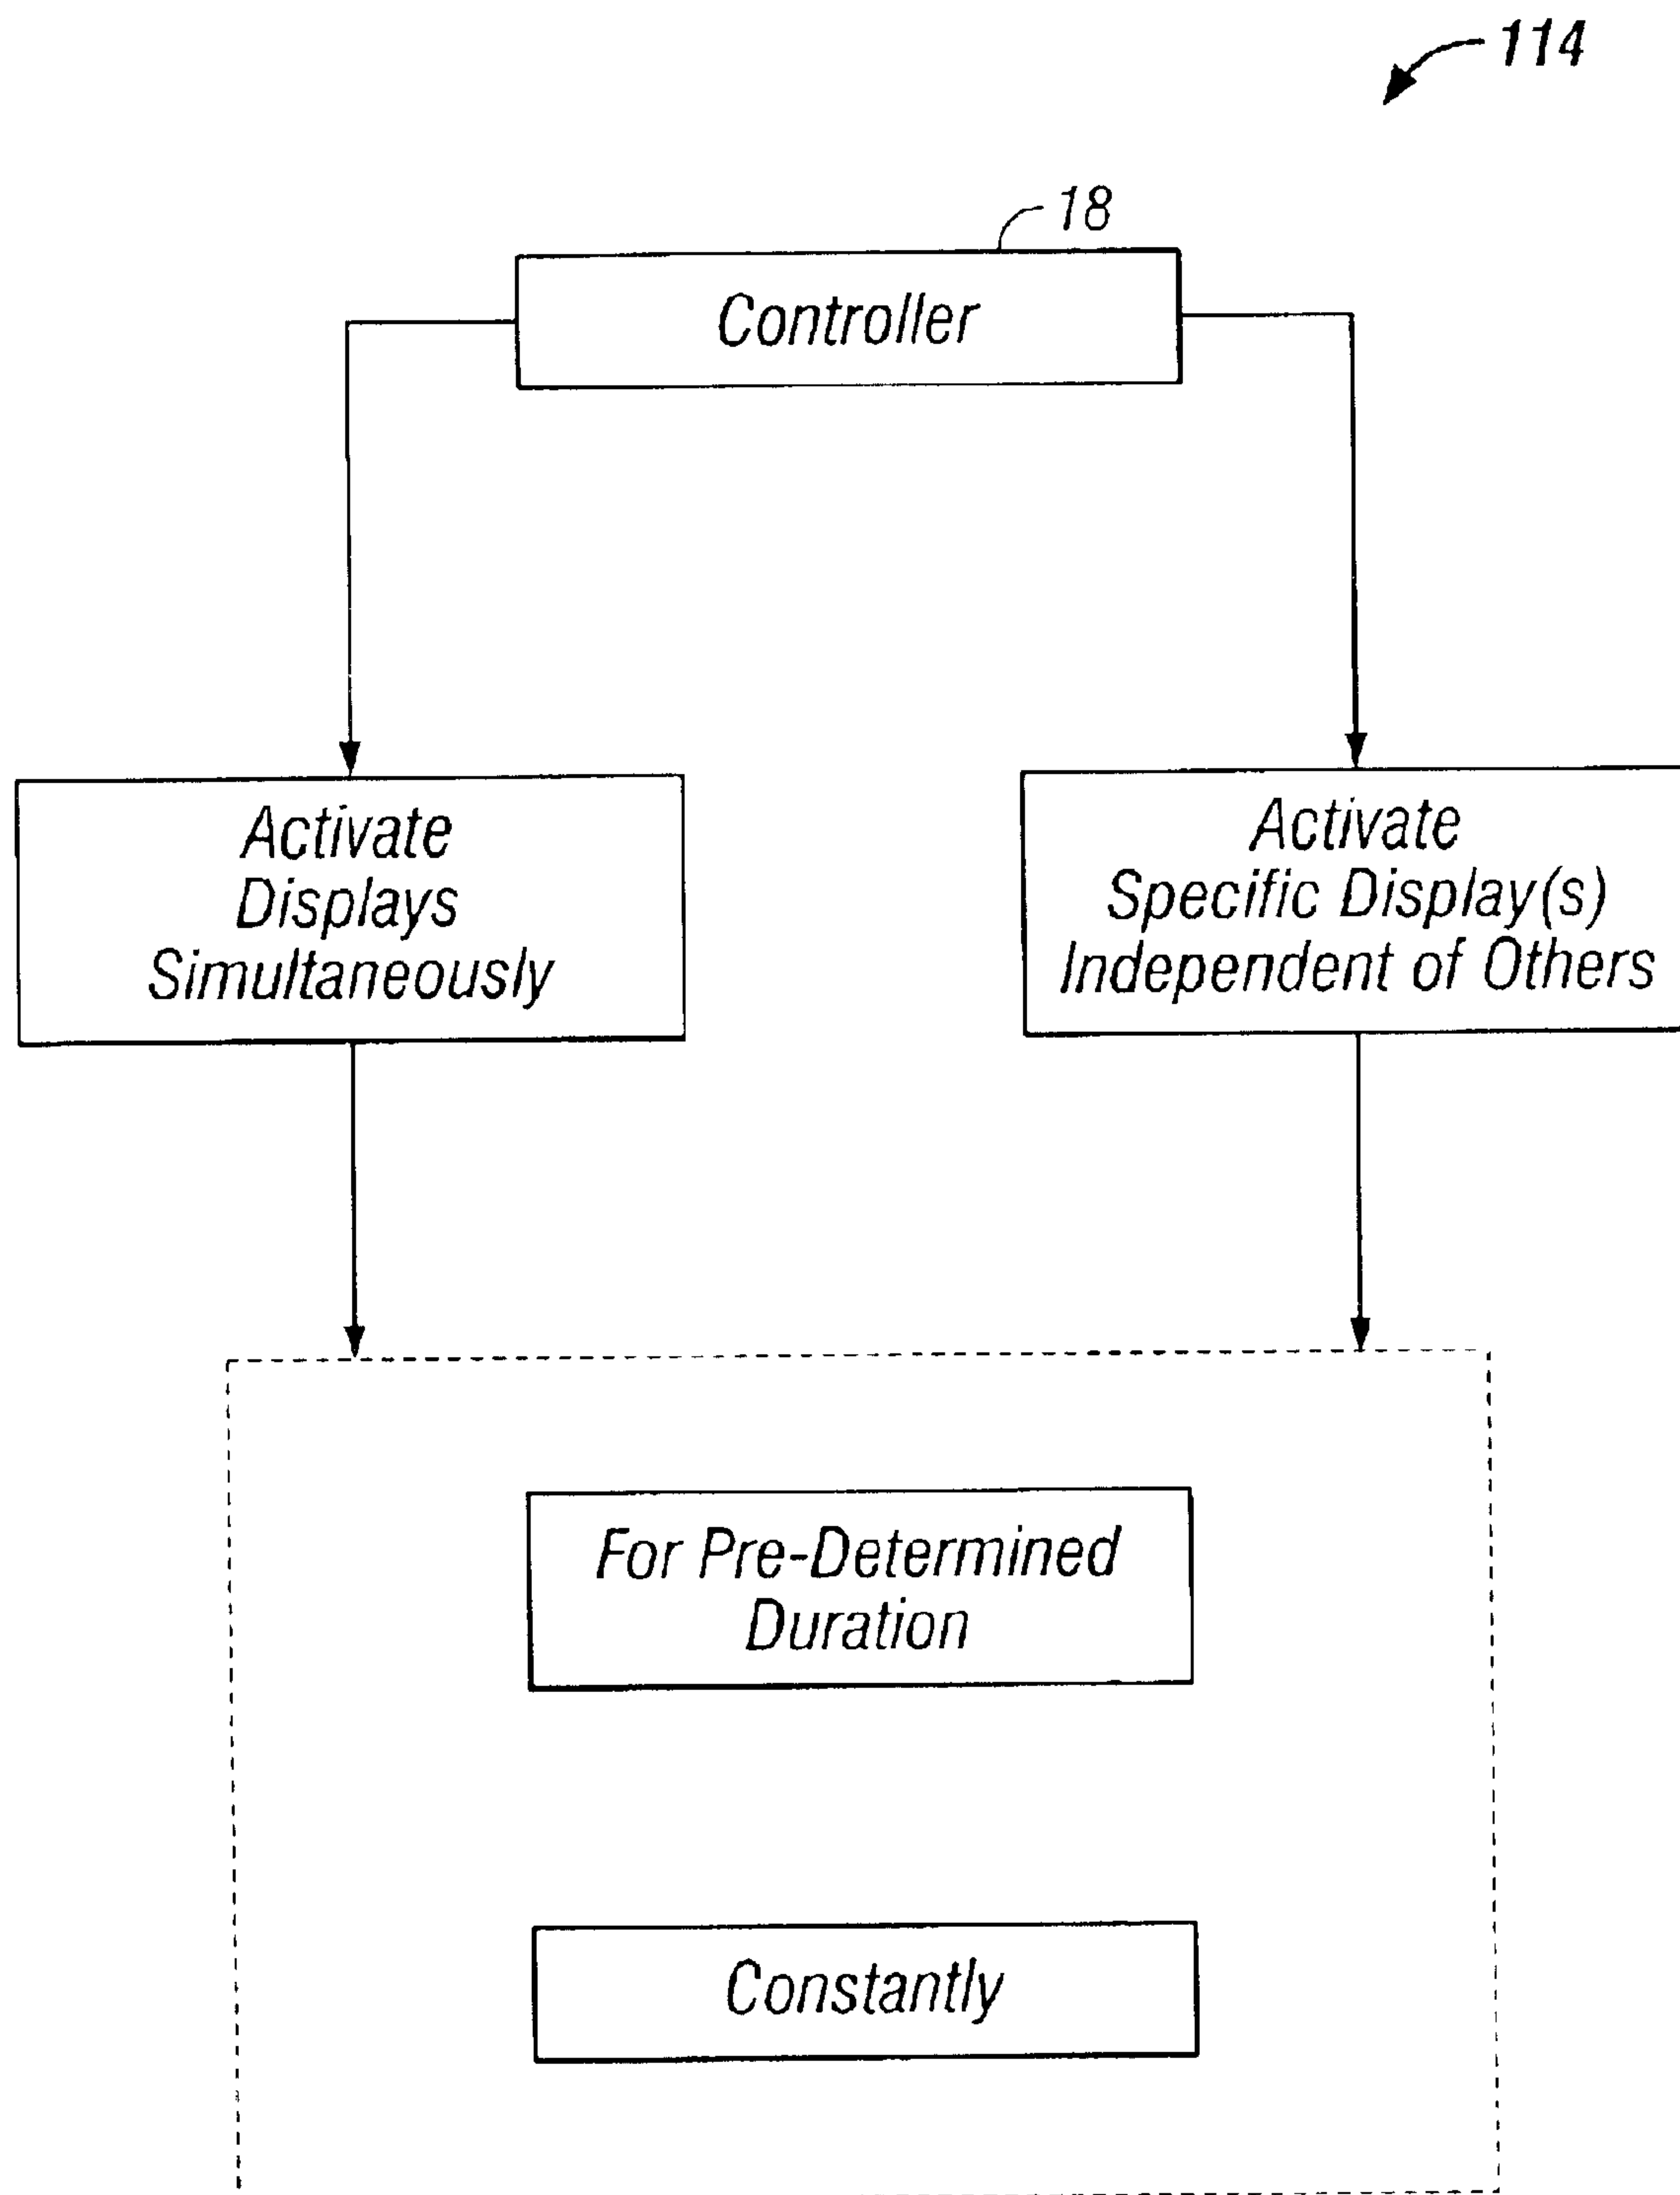 114
18
Controller
Activate
Displays
Simultaneously
Activate
Specific Display(s)
Independent of Others
For Pre-Determined
Duration
Constantly